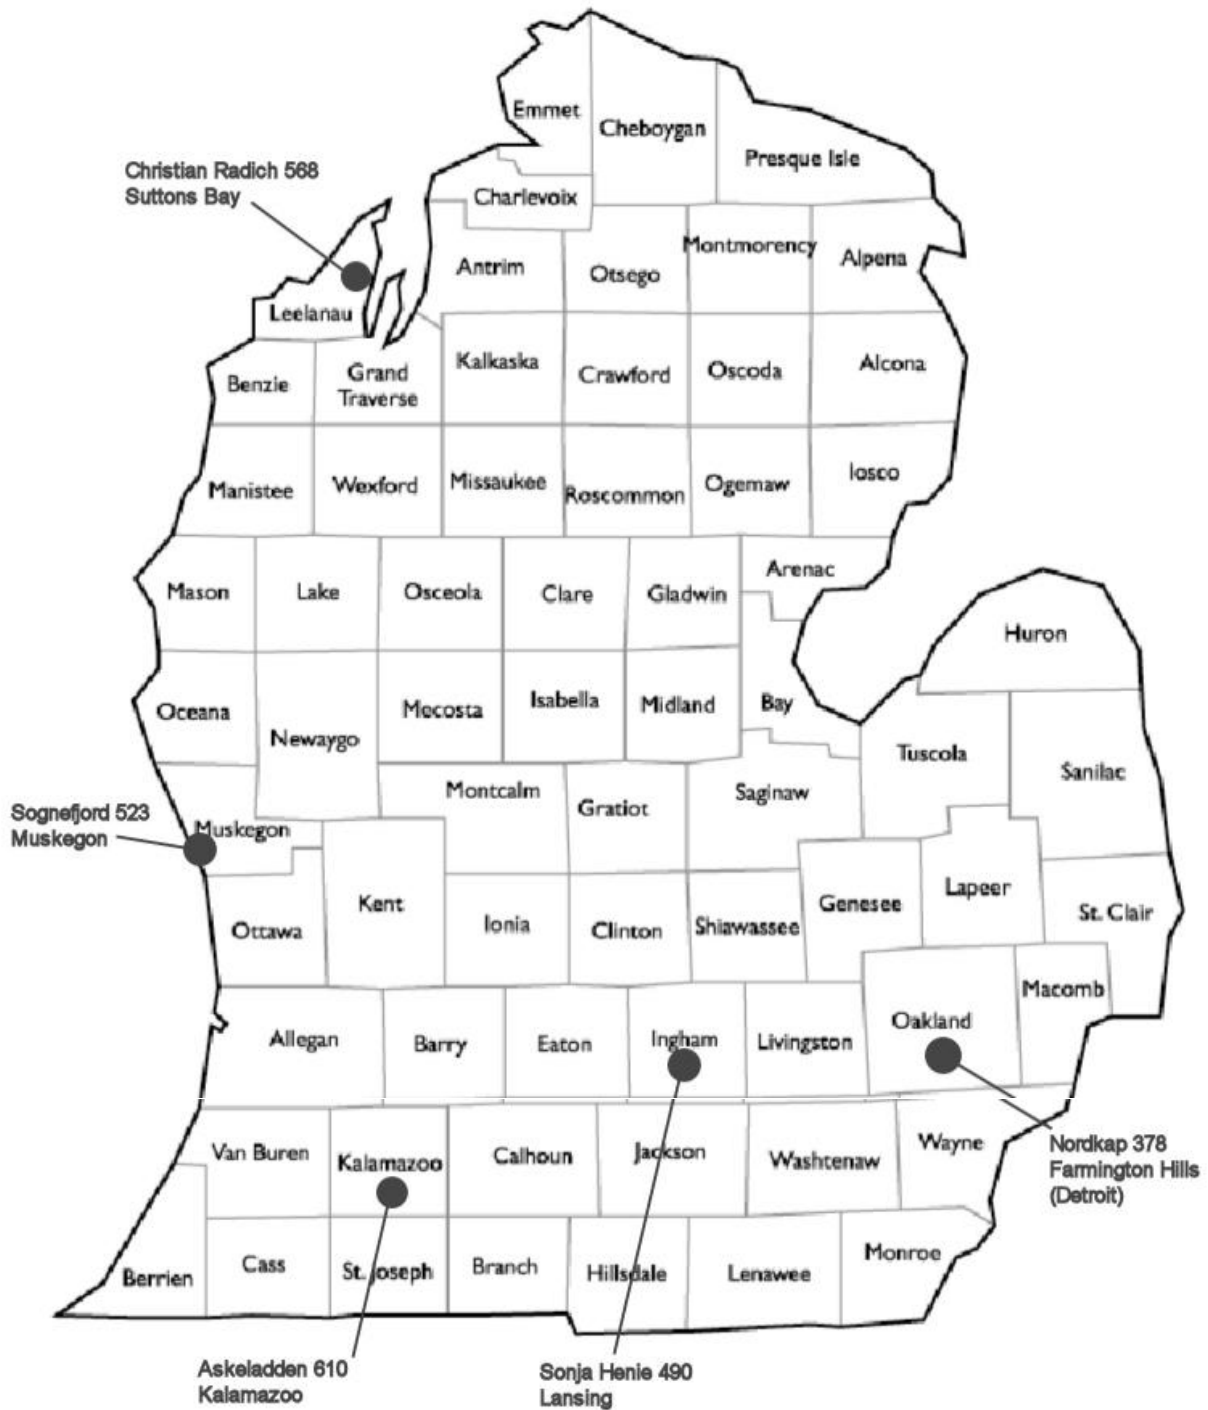 Emmet
Cheboygan
Presque Isle
Christian Radich 568
Suttons Bay
Charlevoix
Montmorency
Alpena
Antrim
Otsego
Leelanau
Kalkaska
Crawford
Oscoda
Alcona
Benzie
Grand
Traverse
Manistee
Wexford
Missaukee
Roscommon
Ogemaw
Iosco
Arenac
Mason
Lake
Osceola
Clare
Gladwin
Huron
Oceana
Newaygo
Mecosta
Isabella
Midland
Bay
Tuscola
Sanilac
Montcalm
Gratiot
Saginaw
Sognefjord 523
Muskegon
Muskegon
Kent
Ottawa
Ionia
Clinton
Shiawassee
Genesee
Lapeer
St. Clair
Macomb
Oakland
Allegan
Barry
Eaton
Ingham
Livingston
Van Buren
Kalamazoo
Calhoun
Jackson
Washtenaw
Wayne
Nordkap 378
Farmington Hills
(Detroit)
Berrien
Cass
St. Joseph
Branch
Hillsdale
Lenawee
Monroe
Askeladden 610
Kalamazoo
Sonja Henie 490
Lansing